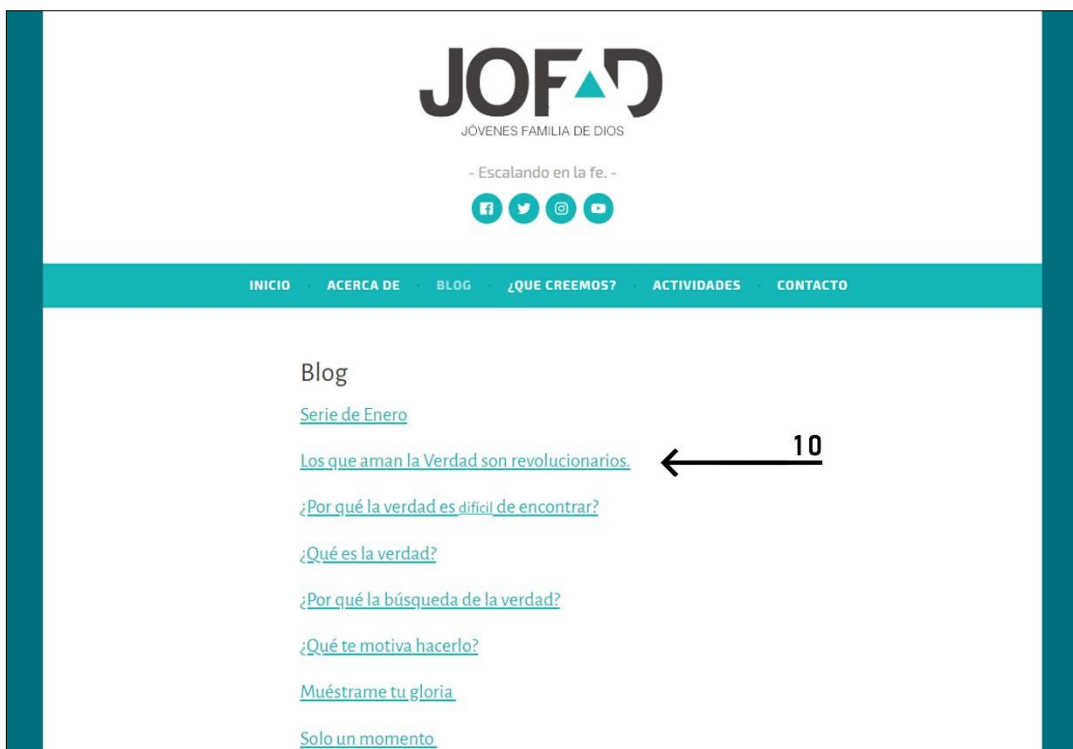 JOFAD
JÓVENES FAMILIA DE DIOS
- Escalando en la fe. -
INICIO · ACERCA DE · BLOG · ¿QUE CREEMOS? · ACTIVIDADES · CONTACTO
Blog
Serie de Enero
Los que aman la Verdad son revolucionarios. 10
¿Por qué la verdad es difícil de encontrar?
¿Qué es la verdad?
¿Por qué la búsqueda de la verdad?
¿Qué te motiva hacerlo?
Muéstrame tu gloria
Solo un momento